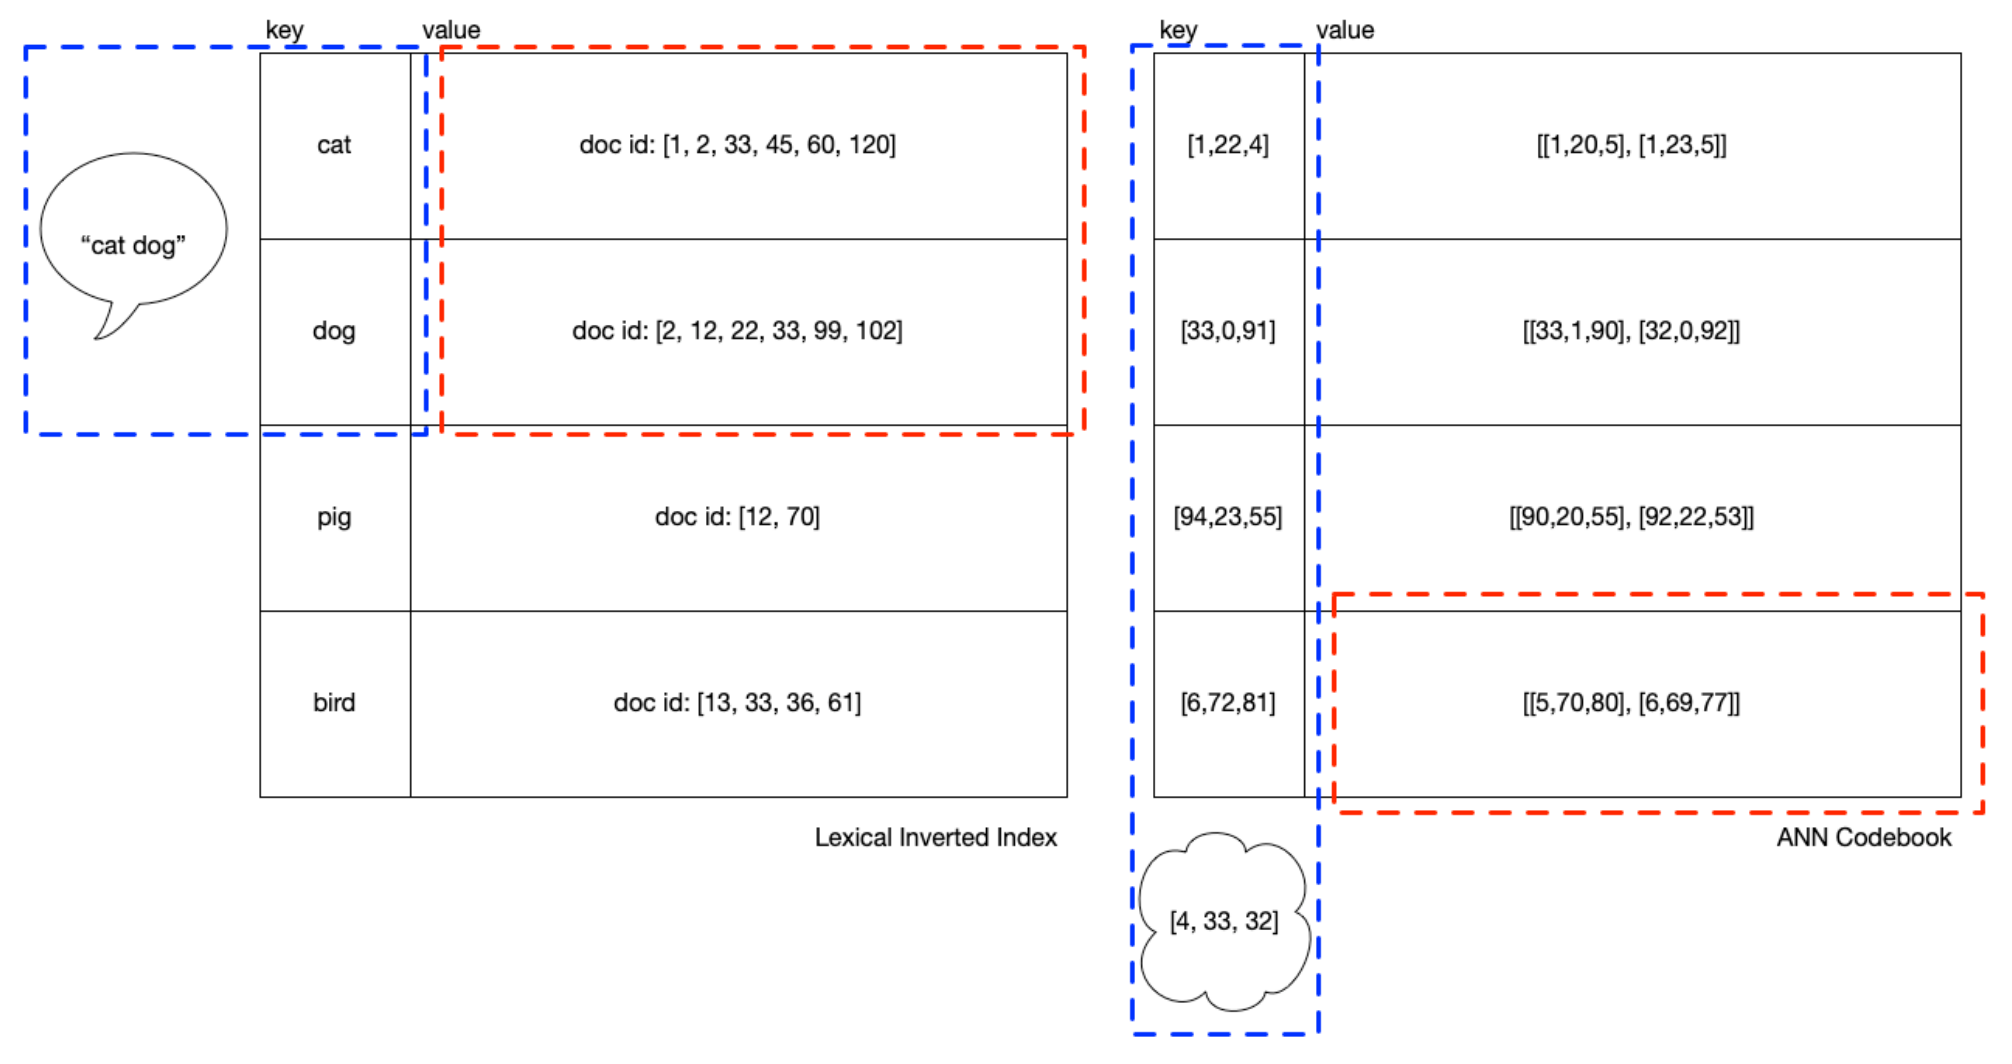 key value
cat doc id: [1, 2, 33, 45, 60, 120]
“cat dog”
dog doc id: [2, 12, 22, 33, 99, 102]
pig doc id: [12, 70]
bird doc id: [13, 33, 36, 61]
Lexical Inverted Index
key value
[1,22,4] [[1,20,5], [1,23,5]]
[33,0,91] [[33,1,90], [32,0,92]]
[94,23,55] [[90,20,55], [92,22,53]]
[6,72,81] [[5,70,80], [6,69,77]]
ANN Codebook
[4, 33, 32]